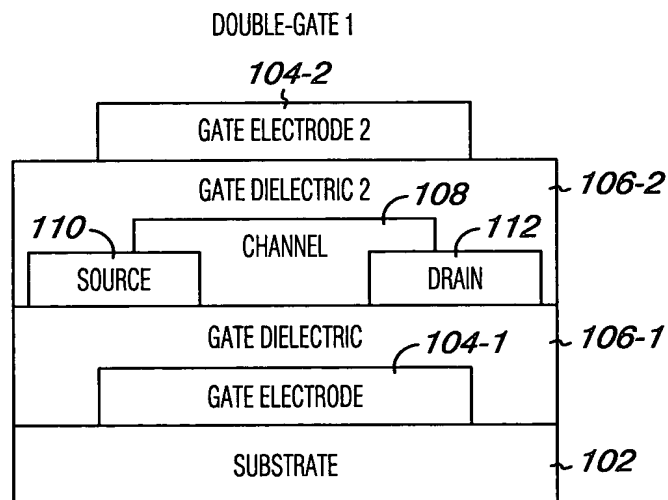 DOUBLE-GATE 1
104-2
GATE ELECTRODE 2
GATE DIELECTRIC 2
106-2
108
110
CHANNEL
112
SOURCE
DRAIN
GATE DIELECTRIC
106-1
104-1
GATE ELECTRODE
SUBSTRATE
102